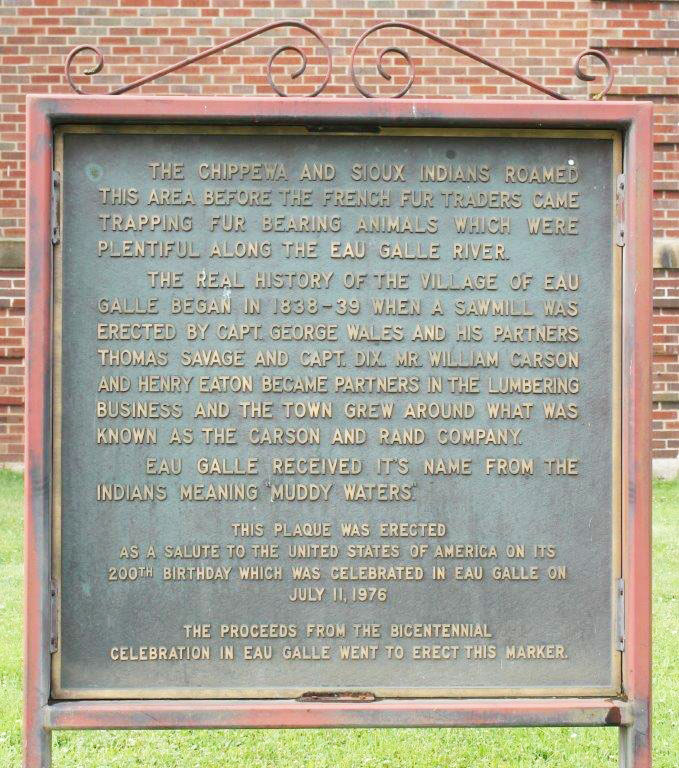 THE CHIPPEWA AND SIOUX INDIANS ROAMED
THIS AREA BEFORE THE FRENCH FUR TRADERS CAME
TRAPPING FUR BEARING ANIMALS WHICH WERE
PLENTIFUL ALONG THE EAU GALLE RIVER.
THE REAL HISTORY OF THE VILLAGE OF EAU
GALLE BEGAN IN 1838-39 WHEN A SAWMILL WAS
ERECTED BY CAPT. GEORGE WALES AND HIS PARTNERS
THOMAS SAVAGE AND CAPT. DIX. MR. WILLIAM CARSON
AND HENRY EATON BECAME PARTNERS IN THE LUMBERING
BUSINESS AND THE TOWN GREW AROUND WHAT WAS
KNOWN AS THE CARSON AND RAND COMPANY.
EAU GALLE RECEIVED IT'S NAME FROM THE
INDIANS MEANING "MUDDY WATERS."
THIS PLAQUE WAS ERECTED
AS A SALUTE TO THE UNITED STATES OF AMERICA ON ITS
200TH BIRTHDAY WHICH WAS CELEBRATED IN EAU GALLE ON
JULY 11, 1976
THE PROCEEDS FROM THE BICENTENNIAL
CELEBRATION IN EAU GALLE WENT TO ERECT THIS MARKER.